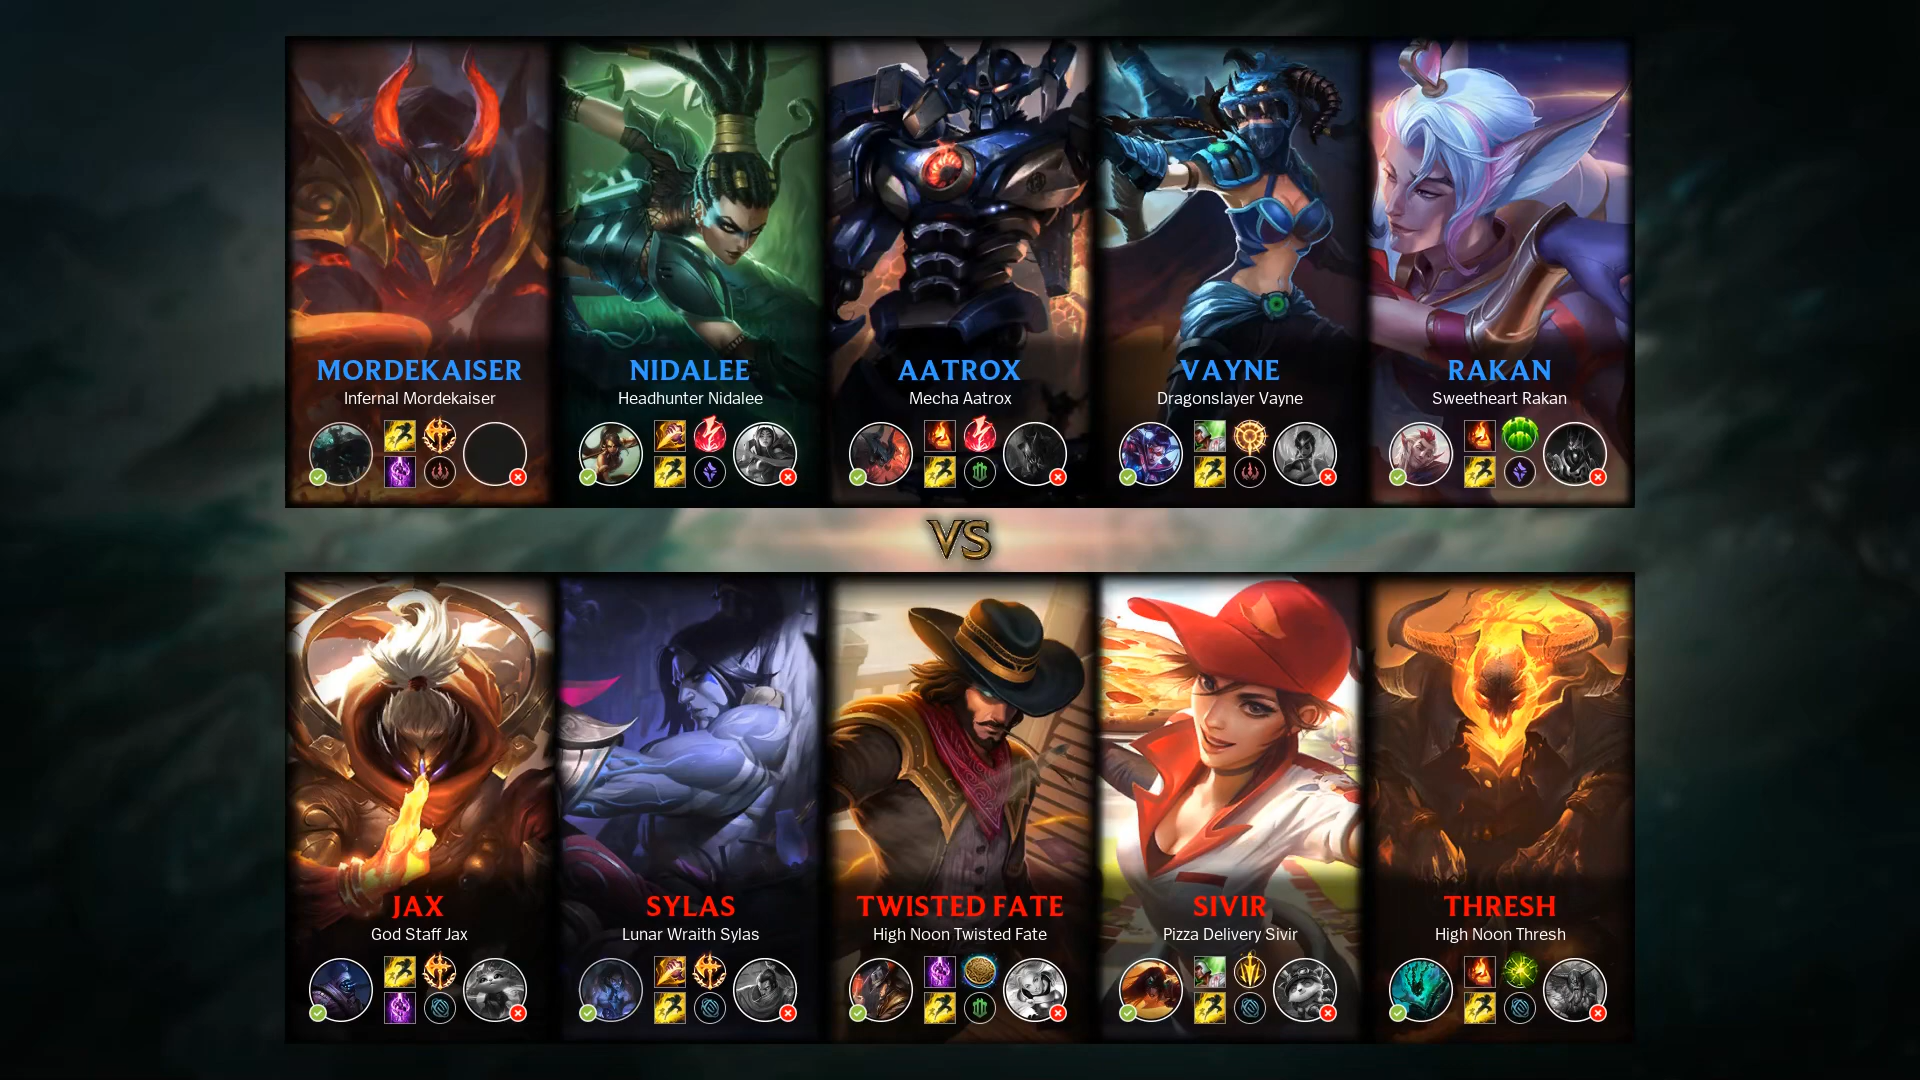 MORDEKAISER
Infernal Mordekaiser
NIDALEE
Headhunter Nidalee
AATROX
Mecha Aatrox
VAYNE
Dragonslayer Vayne
RAKAN
Sweetheart Rakan
VS
JAX
God Staff Jax
SYLAS
Lunar Wraith Sylas
TWISTED FATE
High Noon Twisted Fate
SIVIR
Pizza Delivery Sivir
THRESH
High Noon Thresh